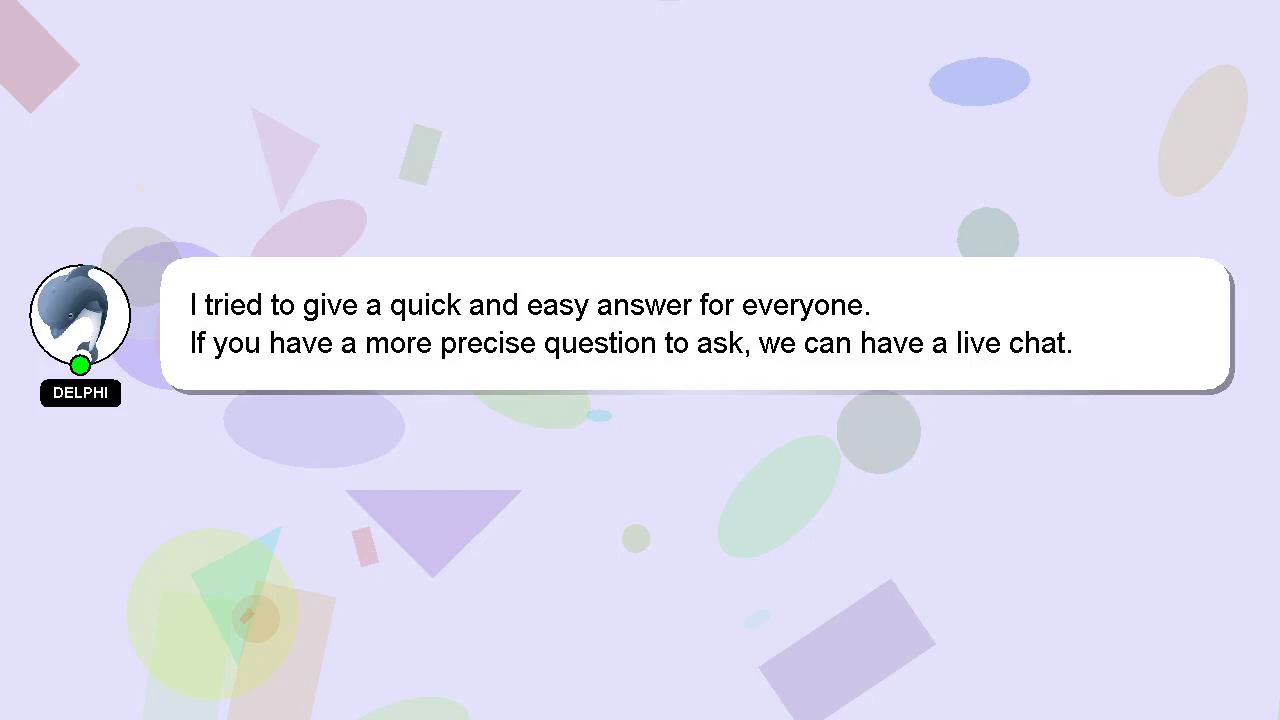 I tried to give a quick and easy answer for everyone.
If you have a more precise question to ask, we can have a live chat.
DELPHI